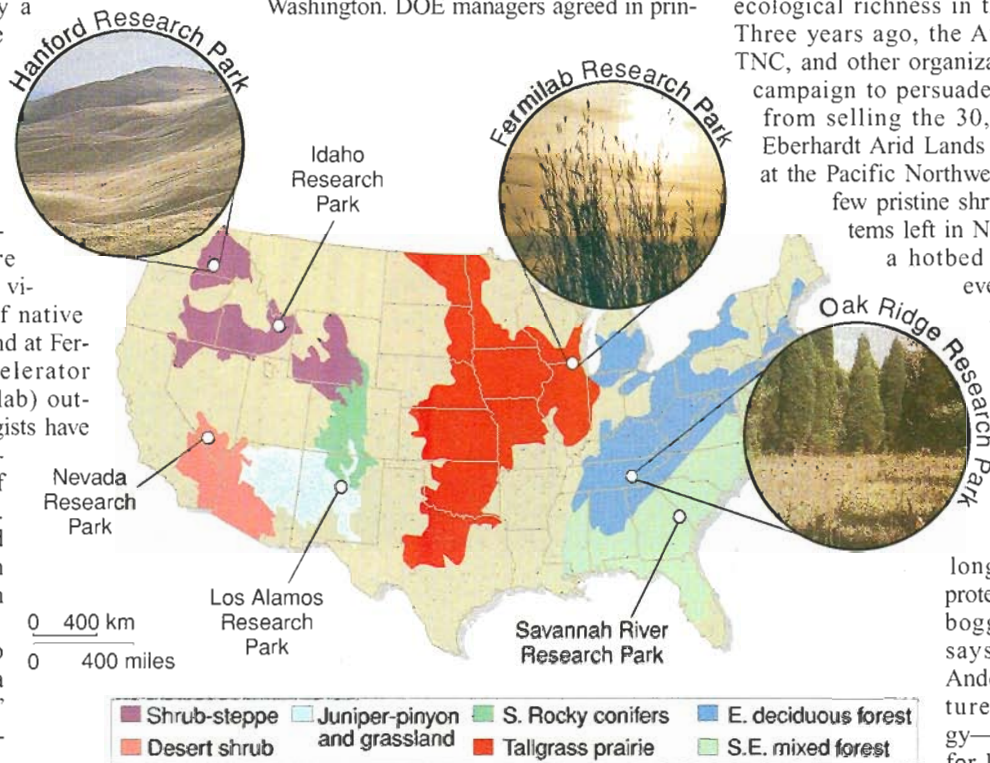 y a
e
Washington. DOE managers agreed in prin-
ecological richness in t
Three years ago, the A
TNC, and other organiza
campaign to persuade
from selling the 30,
Eberhardt Arid Lands
at the Pacific Northwe
few pristine shr
tems left in N
a hotbed
eve
Hanford Research Park
Fermilab Research Park
Idaho
Research
Park
Oak Ridge Research Park
re
vi-
f native
nd at Fer-
celerator
lab) out-
gists have
f
Nevada
Research
Park
Los Alamos
Research
Park
Savannah River
Research Park
0 400 km
0 400 miles
long
prote
bogg
says
Ande
ture
gy—
for
Shrub-steppe
Desert shrub
Juniper-pinyon
and grassland
S. Rocky conifers
Tallgrass prairie
E. deciduous forest
S.E. mixed forest